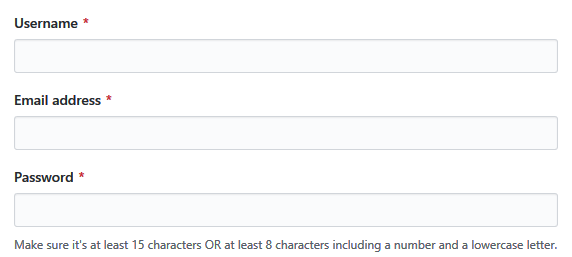 Username *
Email address *
Password *
Make sure it's at least 15 characters OR at least 8 characters including a number and a lowercase letter.